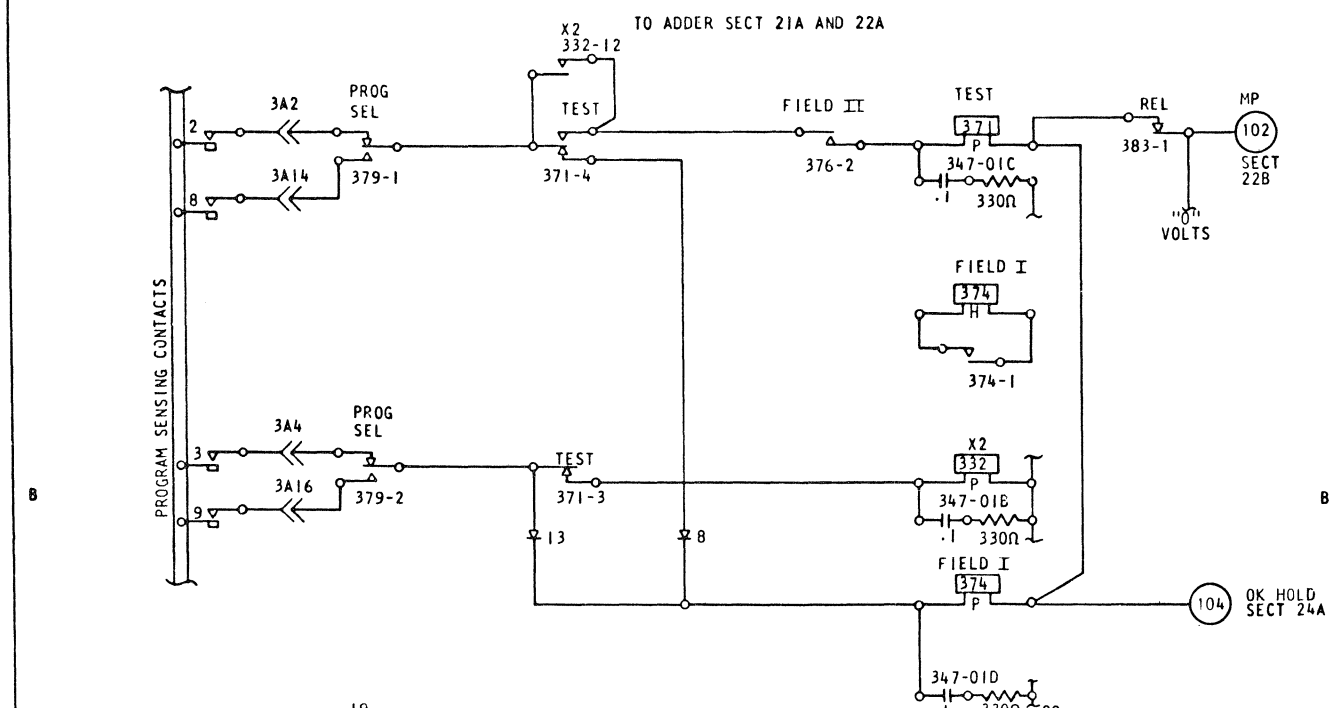 TO ADDER SECT 21A AND 22A
X2
332-12
PROG
SEL
3A2
2
TEST
FIELD II
TEST
REL
MP
371
P
102
379-1
371-4
376-2
347-01C
383-1
SECT
22B
3A14
8
.1
330Ω
"0"
VOLTS
FIELD I
374
H
374-1
PROGRAM SENSING CONTACTS
PROG
SEL
3A4
3
TEST
X2
332
P
B
3A16
379-2
371-3
347-01B
B
9
.1
330Ω
13
8
FIELD I
374
P
104
OK HOLD
SECT 24A
347-01D